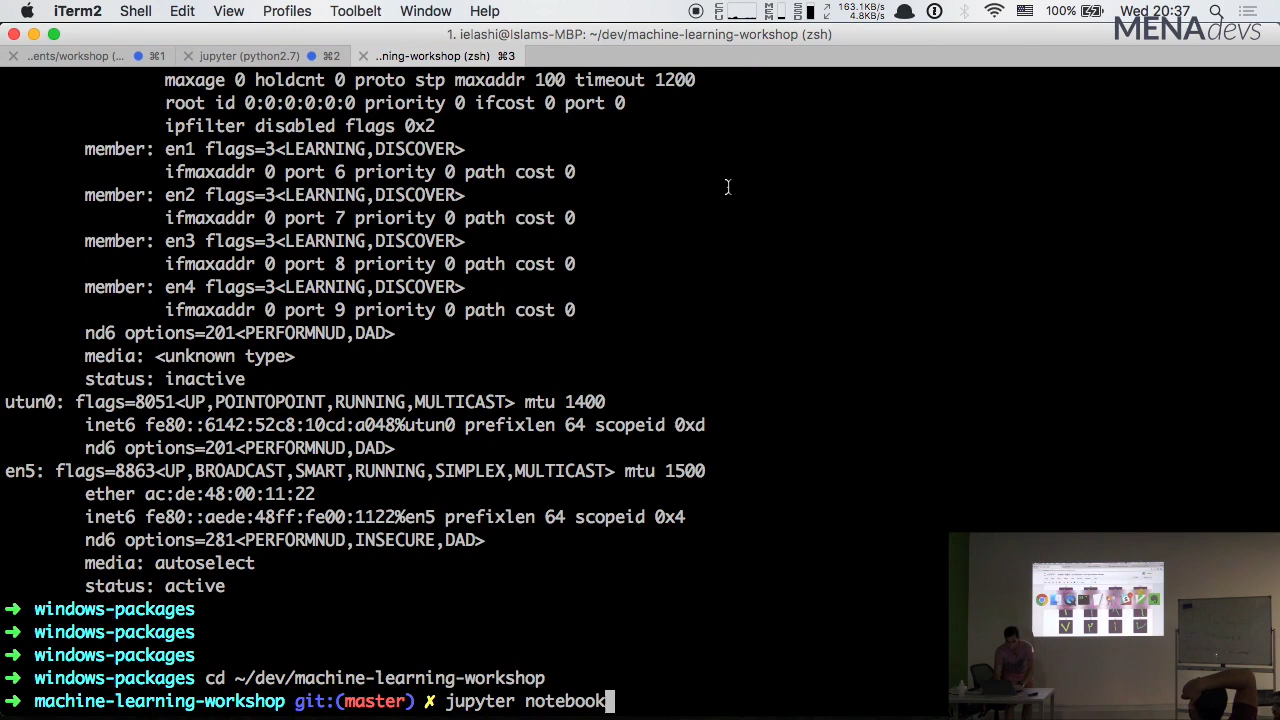 iTerm2 Shell Edit View Profiles Toolbelt Window Help 163.1KB/s 4.8KB/s 100% Wed 20:37
MENAdevs
1. ielashi@Islams-MBP: ~/dev/machine-learning-workshop (zsh)
..ents/workshop (... ⌘1 jupyter (python2.7) ⌘2 ..ning-workshop (zsh) ⌘3
maxage 0 holdcnt 0 proto stp maxaddr 100 timeout 1200
root id 0:0:0:0:0:0 priority 0 ifcost 0 port 0
ipfilter disabled flags 0x2
member: en1 flags=3<LEARNING,DISCOVER>
ifmaxaddr 0 port 6 priority 0 path cost 0
member: en2 flags=3<LEARNING,DISCOVER>
ifmaxaddr 0 port 7 priority 0 path cost 0
member: en3 flags=3<LEARNING,DISCOVER>
ifmaxaddr 0 port 8 priority 0 path cost 0
member: en4 flags=3<LEARNING,DISCOVER>
ifmaxaddr 0 port 9 priority 0 path cost 0
nd6 options=201<PERFORMNUD,DAD>
media: <unknown type>
status: inactive
utun0: flags=8051<UP,POINTOPOINT,RUNNING,MULTICAST> mtu 1400
inet6 fe80::6142:52c8:10cd:a048%utun0 prefixlen 64 scopeid 0xd
nd6 options=201<PERFORMNUD,DAD>
en5: flags=8863<UP,BROADCAST,SMART,RUNNING,SIMPLEX,MULTICAST> mtu 1500
ether ac:de:48:00:11:22
inet6 fe80::aede:48ff:fe00:1122%en5 prefixlen 64 scopeid 0x4
nd6 options=281<PERFORMNUD,INSECURE,DAD>
media: autoselect
status: active
➜ windows-packages
➜ windows-packages
➜ windows-packages
➜ windows-packages cd ~/dev/machine-learning-workshop
➜ machine-learning-workshop git:(master) ✗ jupyter notebook